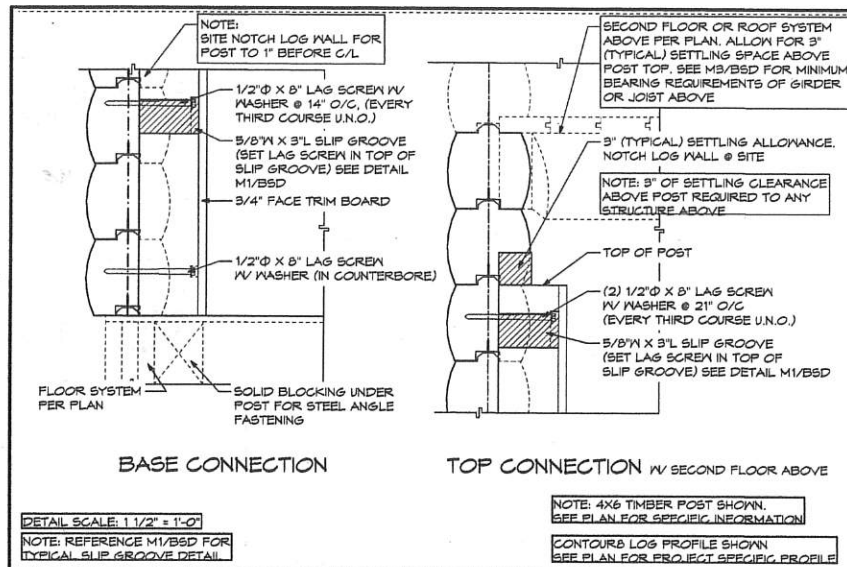 NOTE:
SITE NOTCH LOG WALL FOR
POST TO 1" BEFORE C/L
1/2"Φ X 8" LAG SCREW W/
WASHER @ 14" O/C, (EVERY
THIRD COURSE U.N.O.)
5/8"W X 3"L SLIP GROOVE
(SET LAG SCREW IN TOP OF
SLIP GROOVE) SEE DETAIL
M1/BSD
3/4" FACE TRIM BOARD
1/2"Φ X 8" LAG SCREW
W/ WASHER (IN COUNTERBORE)
FLOOR SYSTEM
PER PLAN
SOLID BLOCKING UNDER
POST FOR STEEL ANGLE
FASTENING
BASE CONNECTION
DETAIL SCALE: 1 1/2" = 1'-0"
NOTE: REFERENCE M1/BSD FOR
TYPICAL SLIP GROOVE DETAIL
SECOND FLOOR OR ROOF SYSTEM
ABOVE PER PLAN. ALLOW FOR 3"
(TYPICAL) SETTLING SPACE ABOVE
POST TOP. SEE M3/BSD FOR MINIMUM
BEARING REQUIREMENTS OF GIRDER
OR JOIST ABOVE
3" (TYPICAL) SETTLING ALLOWANCE.
NOTCH LOG WALL @ SITE
NOTE: 3" OF SETTLING CLEARANCE
ABOVE POST REQUIRED TO ANY
STRUCTURE ABOVE
TOP OF POST
(2) 1/2"Φ X 8" LAG SCREW
W/ WASHER @ 21" O/C
(EVERY THIRD COURSE U.N.O.)
5/8"W X 3"L SLIP GROOVE
(SET LAG SCREW IN TOP OF
SLIP GROOVE) SEE DETAIL M1/BSD
TOP CONNECTION W/ SECOND FLOOR ABOVE
NOTE: 4X6 TIMBER POST SHOWN.
SEE PLAN FOR SPECIFIC INFORMATION
CONTOUR8 LOG PROFILE SHOWN
SEE PLAN FOR PROJECT SPECIFIC PROFILE